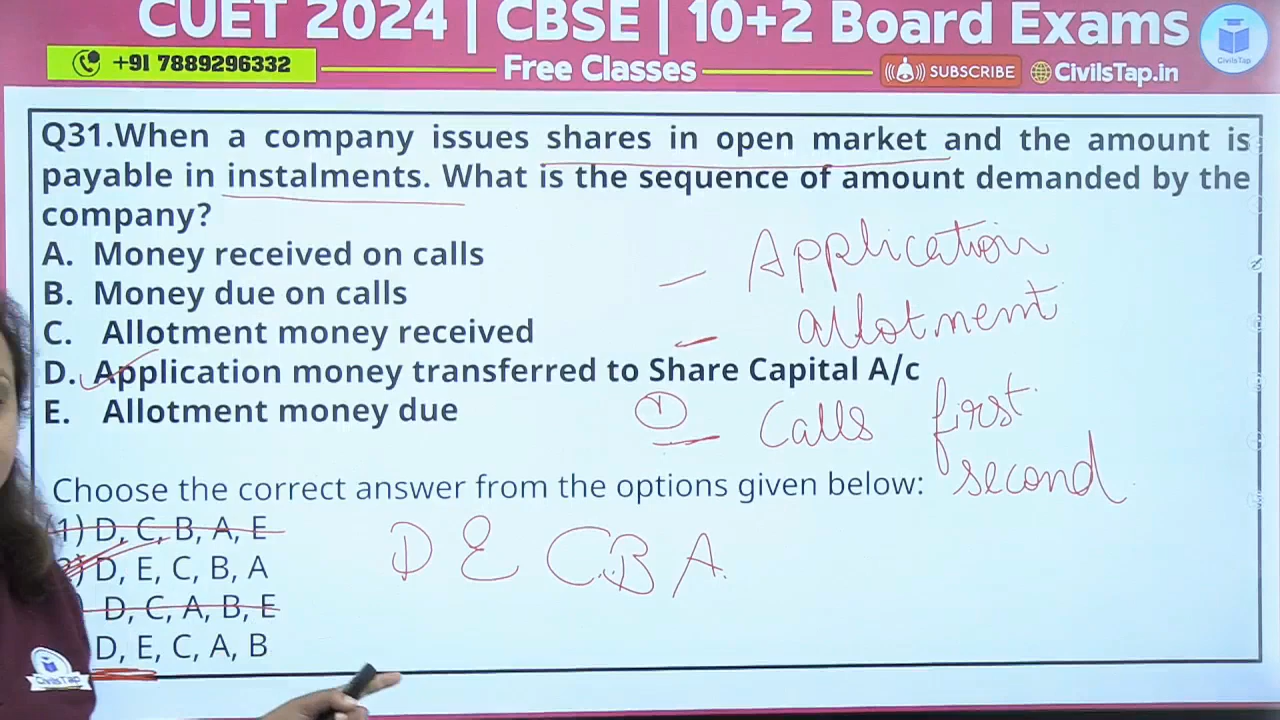 CUET 2024 | CBSE | 10+2 Board Exams
+91 7889296332
Free Classes
SUBSCRIBE
CivilsTap.in
CivilsTap
Q31.When a company issues shares in open market and the amount is
payable in instalments. What is the sequence of amount demanded by the
company?
A. Money received on calls
B. Money due on calls
C. Allotment money received
D. Application money transferred to Share Capital A/c
E. Allotment money due
Application
allotment
Calls first
second
Choose the correct answer from the options given below:
(1) D, C, B, A, E
D, E, C, B, A
D, C, A, B, E
D, E, C, A, B
D E C B A
CivilsTap